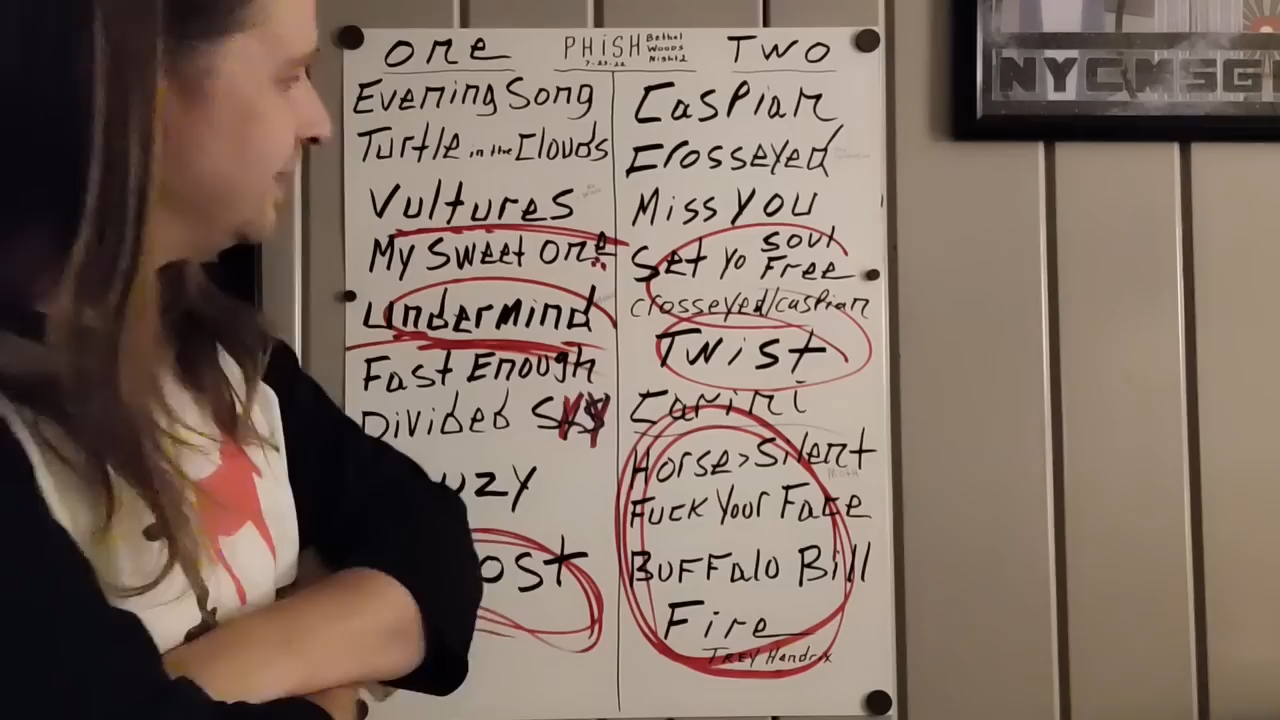 ONE
PHISH
Bethel
Woods
Night 2
7-23-22
TWO
Evening Song
Turtle in the Clouds
Vultures
My Sweet One
Undermind
Fast Enough
Divided Sky
uzy
ost
Caspian
Crosseyed
Miss You
Set Yo Soul
Free
Crosseyed/Caspian
Twist
Carini
Horse > Silent
Fuck Your Face
Buffalo Bill
Fire
Trey Hendrix
NYCMSG